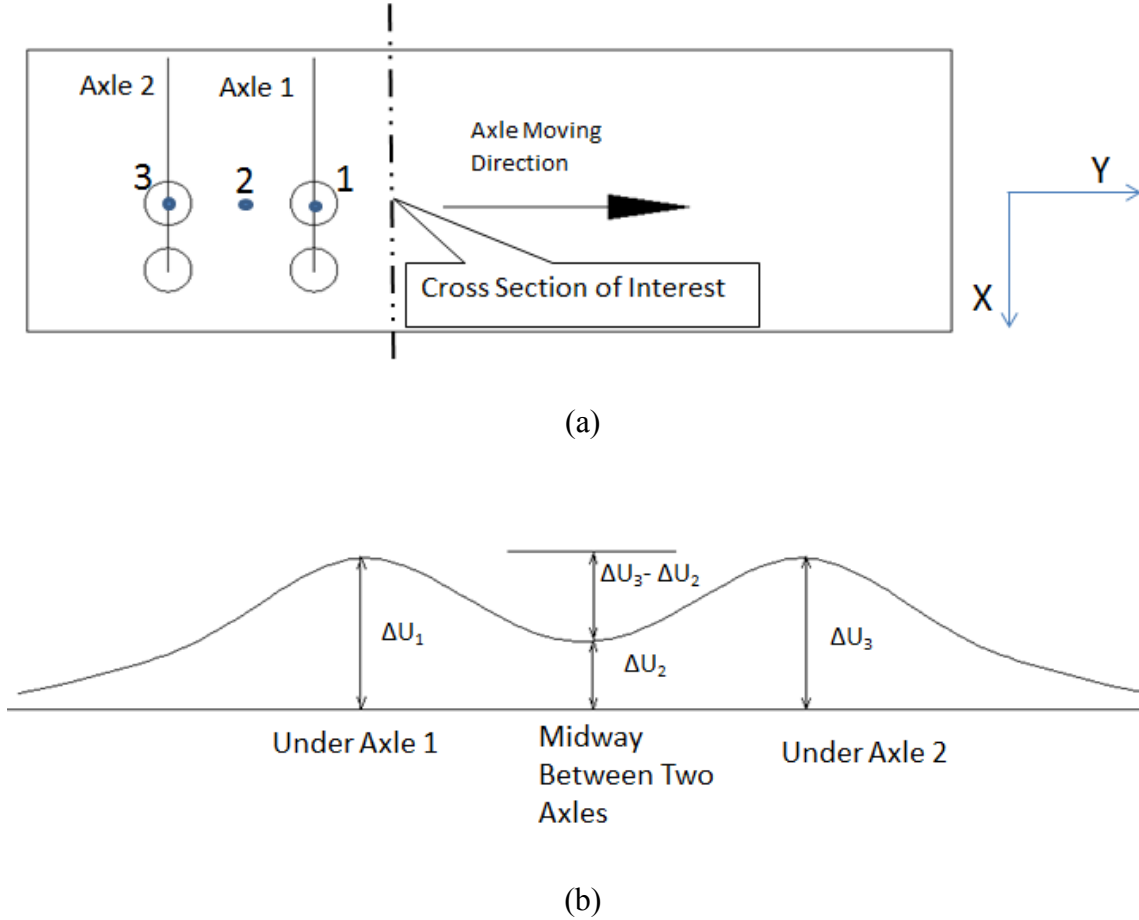 Axle 2
Axle 1
Axle Moving
Direction
3
2
1
Y
Cross Section of Interest
X
(a)
ΔU₃- ΔU₂
ΔU₁
ΔU₂
ΔU₃
Under Axle 1
Midway
Between Two
Axles
Under Axle 2
(b)